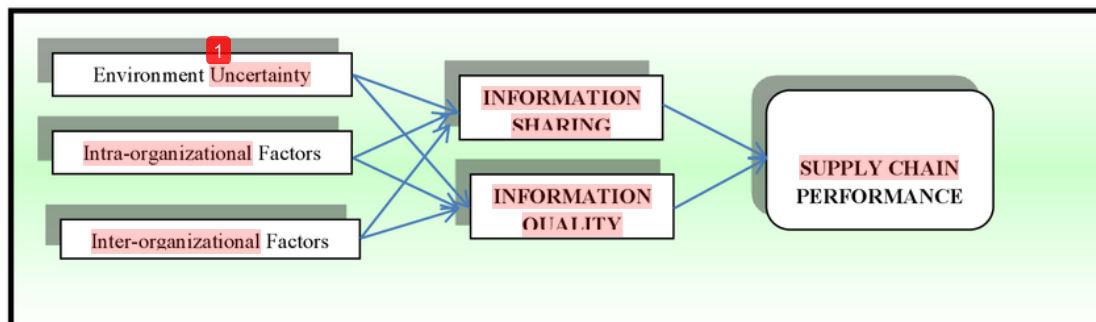 1
Environment Uncertainty
Intra-organizational Factors
Inter-organizational Factors
INFORMATION
SHARING
INFORMATION
QUALITY
SUPPLY CHAIN
PERFORMANCE